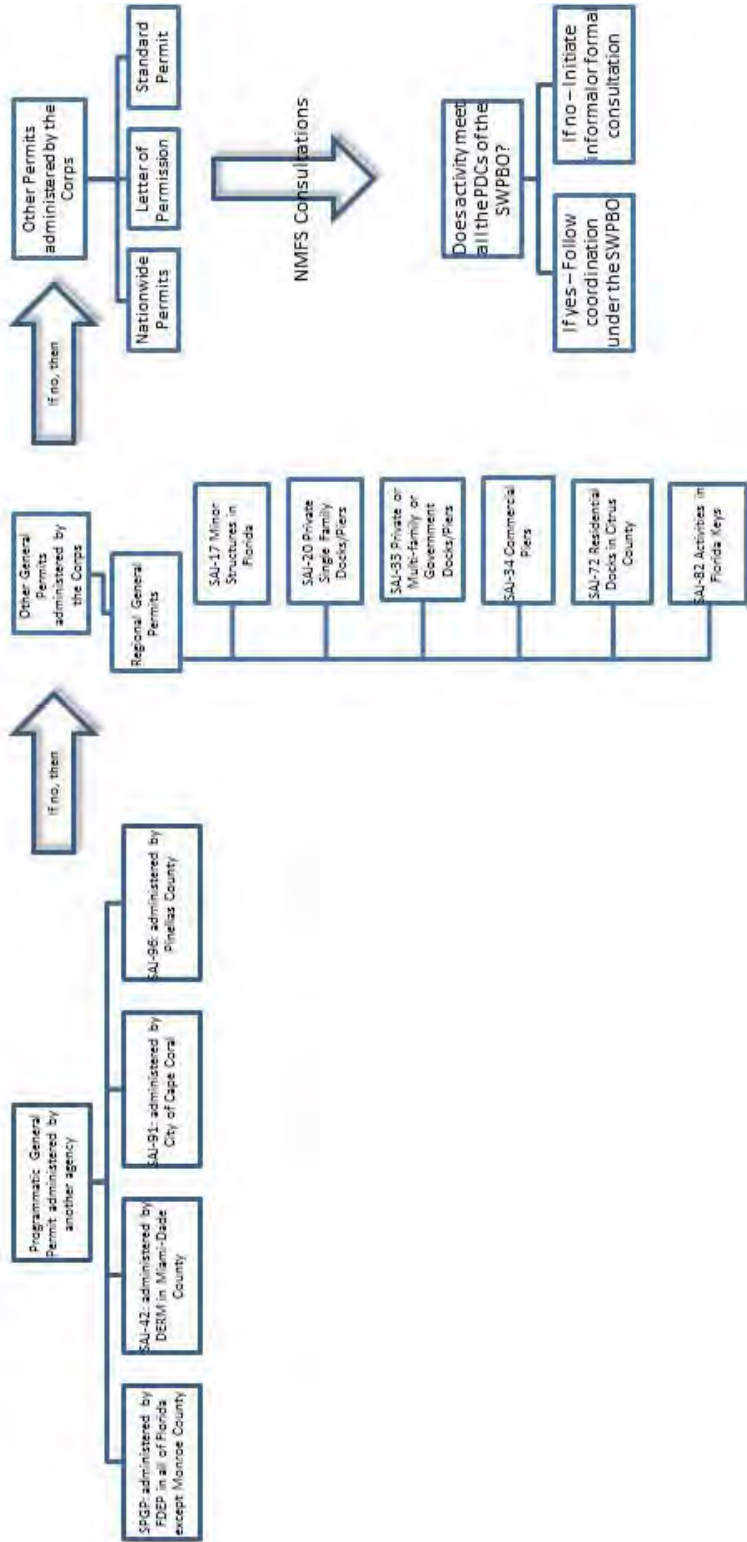 Programmatic General
Permit administered by
another agency
SPGP: administered by
FDEP in all of Florida
except Monroe County
SAJ-42: administered by
DERM in Miami-Dade
County
SAJ-91: administered by
City of Cape Coral
SAJ-96: administered by
Pinellas County
If no, then
Other General
Permits
administered by
the Corps
Regional General
Permits
SAJ-17 Minor
Structures in
Florida
SAJ-20 Private
Single Family
Docks/Piers
SAJ-33 Private or
Multi-family or
Government
Docks/Piers
SAJ-34 Commercial
Piers
SAJ-72 Residential
Docks in Citrus
County
SAJ-82 Activities in
Florida Keys
If no, then
Other Permits
administered by the
Corps
Nationwide
Permits
Letter of
Permission
Standard
Permit
NMFS Consultations
Does activity meet
all the PDCs of the
SWPBO?
If yes – Follow
coordination
under the SWPBO
If no – Initiate
informal or formal
consultation